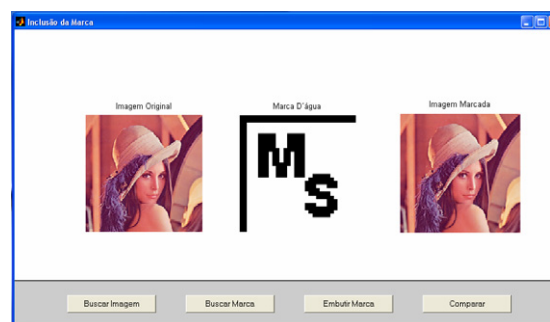 Inclusão da Marca
Imagem Original
Marca D'água
Imagem Marcada
M
S
Buscar Imagem
Buscar Marca
Embutir Marca
Comparar